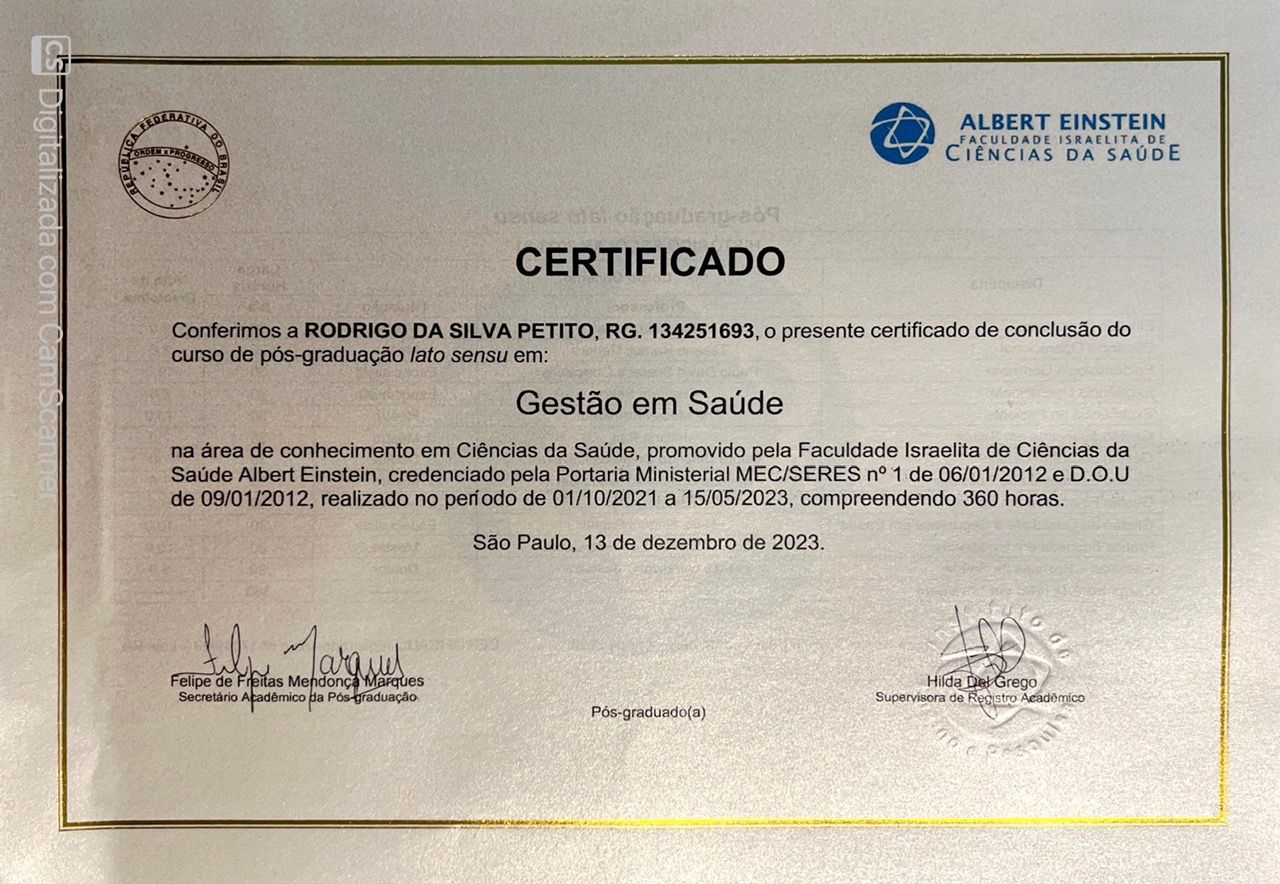 CS Digitalizada com CamScanner
REPÚBLICA FEDERATIVA DO BRASIL
ORDEM E PROGRESSO
ALBERT EINSTEIN
FACULDADE ISRAELITA DE
CIÊNCIAS DA SAÚDE
Pós-graduação lato sensu
CERTIFICADO
Conferimos a RODRIGO DA SILVA PETITO, RG. 134251693, o presente certificado de conclusão do
curso de pós-graduação lato sensu em:
Gestão em Saúde
na área de conhecimento em Ciências da Saúde, promovido pela Faculdade Israelita de Ciências da
Saúde Albert Einstein, credenciado pela Portaria Ministerial MEC/SERES nº 1 de 06/01/2012 e D.O.U
de 09/01/2012, realizado no período de 01/10/2021 a 15/05/2023, compreendendo 360 horas.
São Paulo, 13 de dezembro de 2023.
Felipe Marques
Felipe de Freitas Mendonça Marques
Secretário Acadêmico da Pós-graduação
Hilda Del Grego
Supervisora de Registro Acadêmico
Pós-graduado(a)